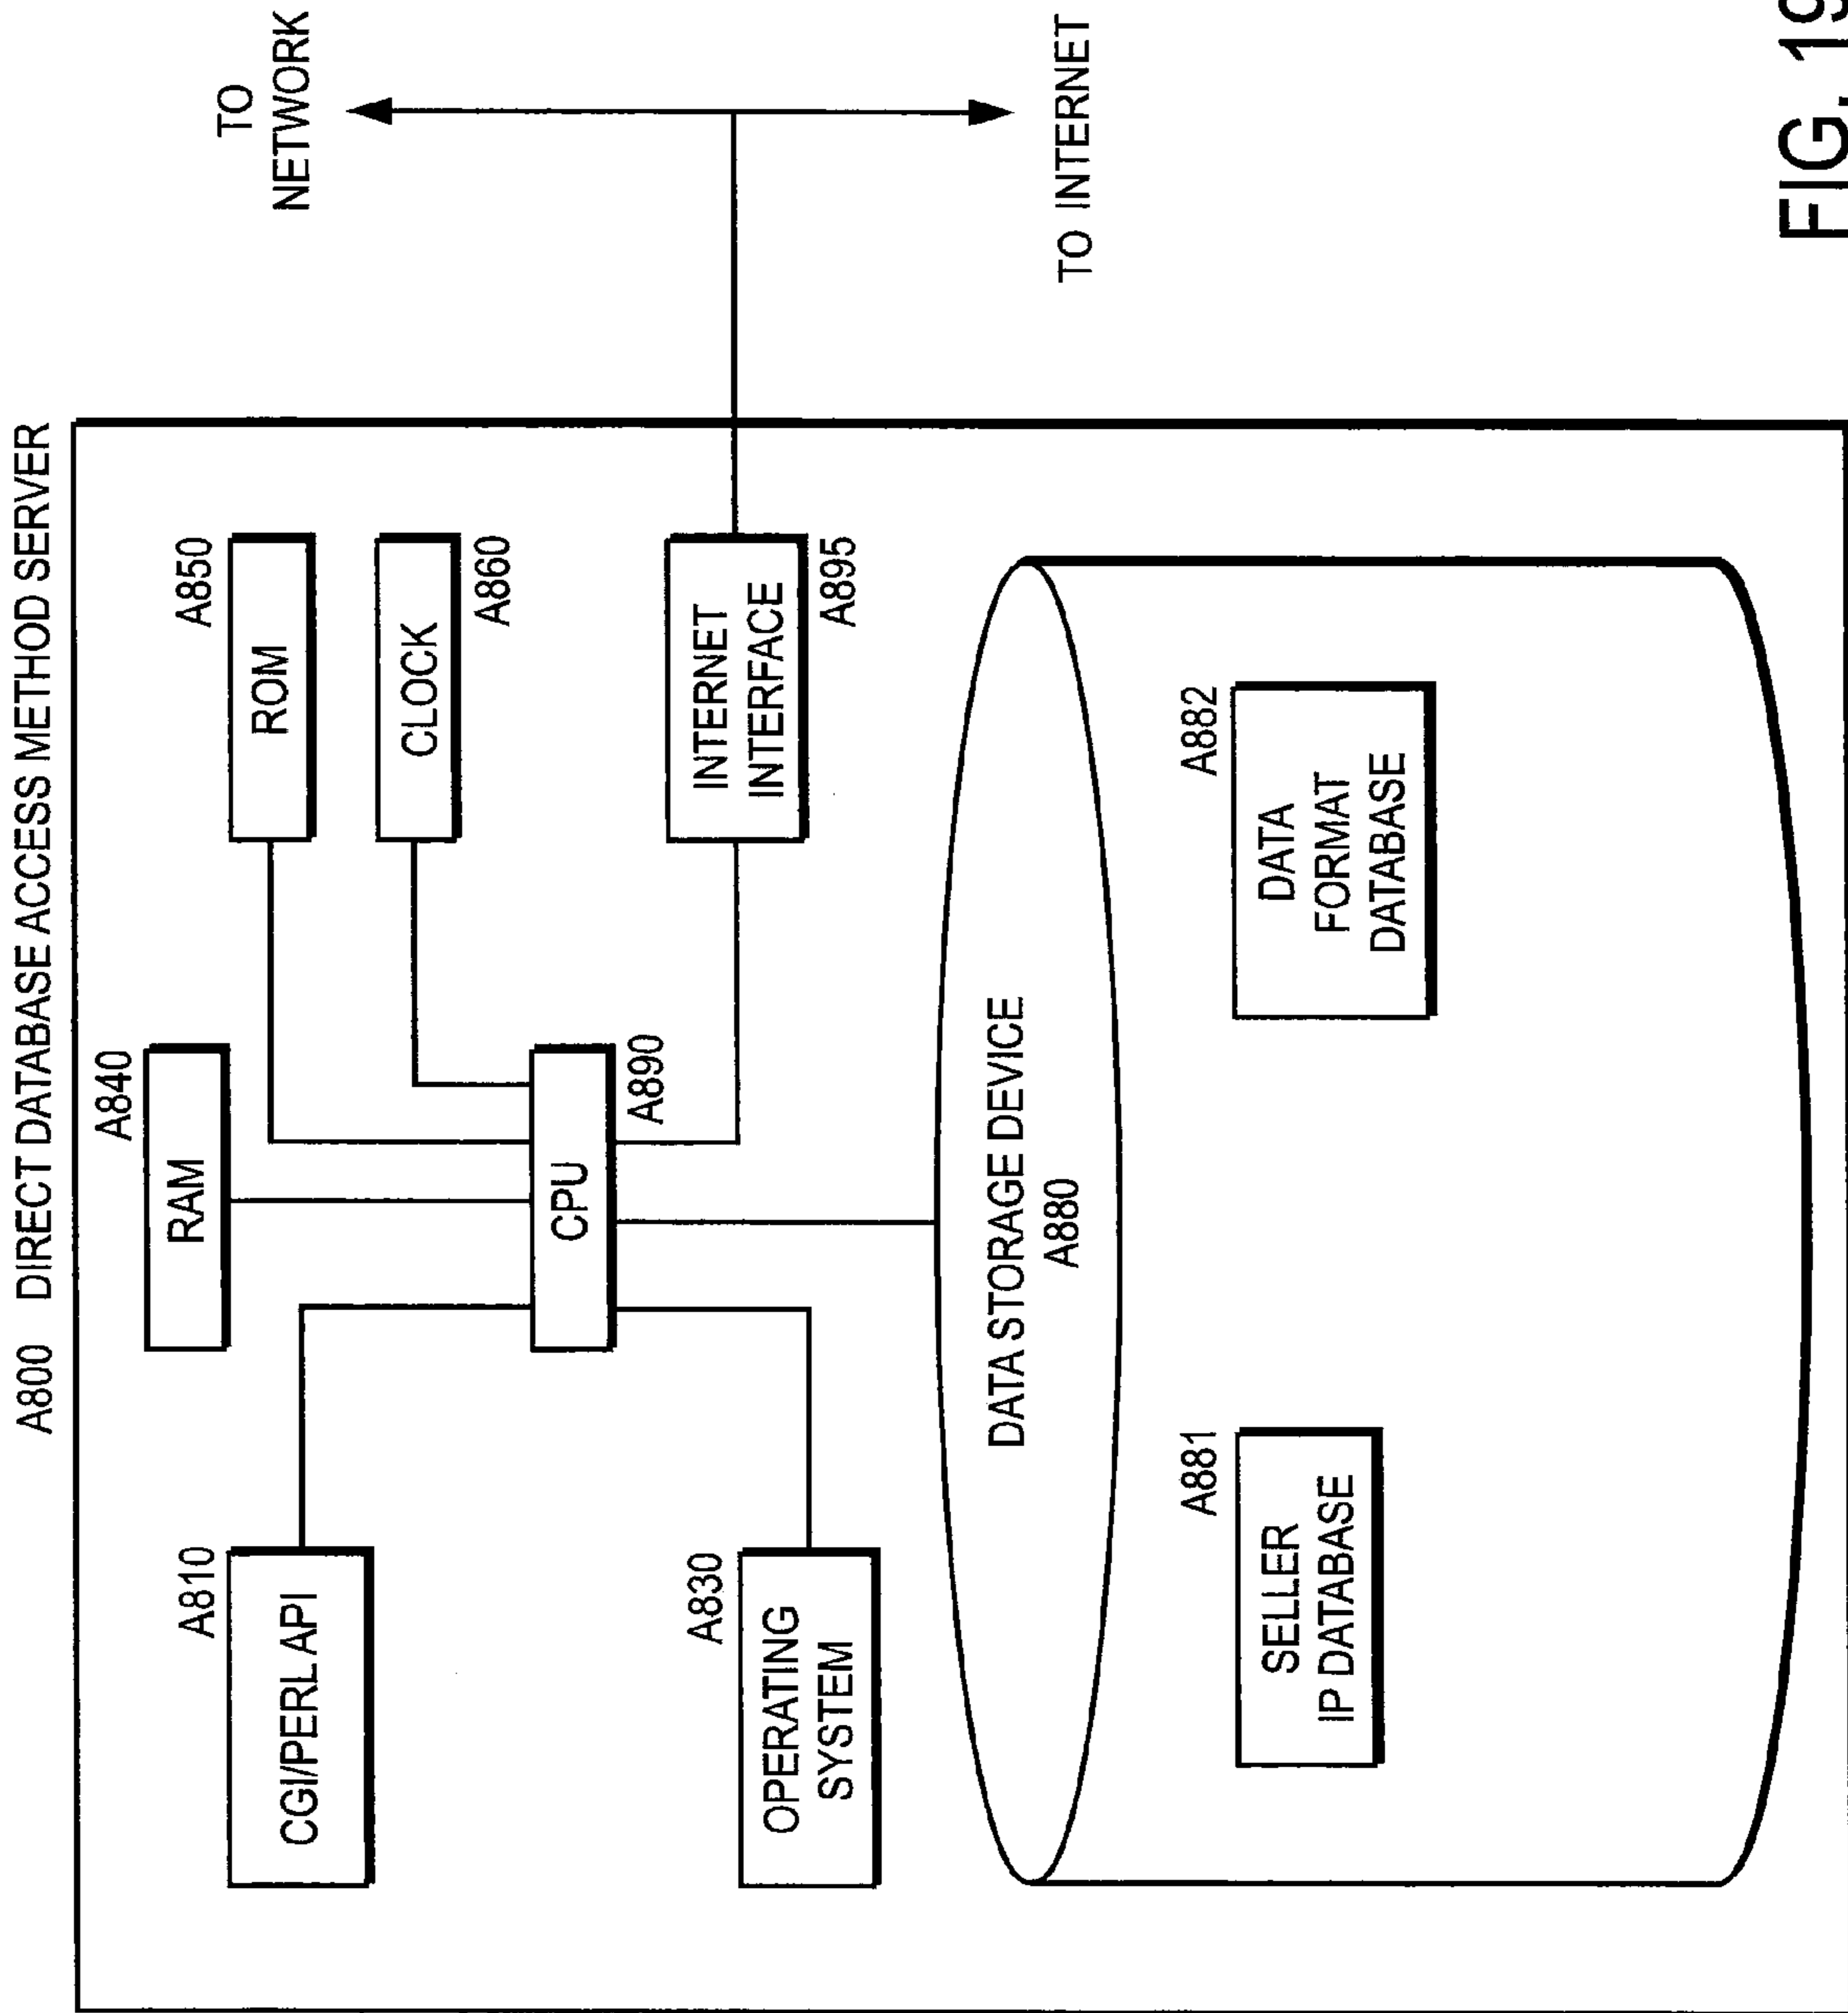 A800 DIRECT DATABASE ACCESS METHOD SERVER
A840
RAM
A810
CGI/PERL API
A850
ROM
CLOCK
A860
CPU
A890
A830
OPERATING
SYSTEM
INTERNET
INTERFACE
A895
TO
NETWORK
TO INTERNET
DATA STORAGE DEVICE
A880
A881
SELLER
IP DATABASE
A882
DATA
FORMAT
DATABASE
FIG. 19